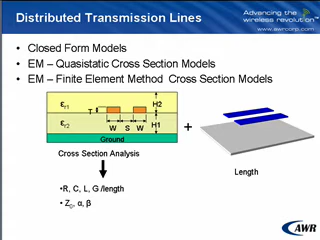 Distributed Transmission Lines
Advancing the
wireless revolution™
www.awrcorp.com
• Closed Form Models
• EM – Quasistatic Cross Section Models
• EM – Finite Element Method Cross Section Models
εr1
T
H2
εr2
H1
W S W
Ground
+
Cross Section Analysis
Length
•R, C, L, G /length
• Z0, α, β
AWR